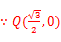 ∵ Q(√3/2, 0)